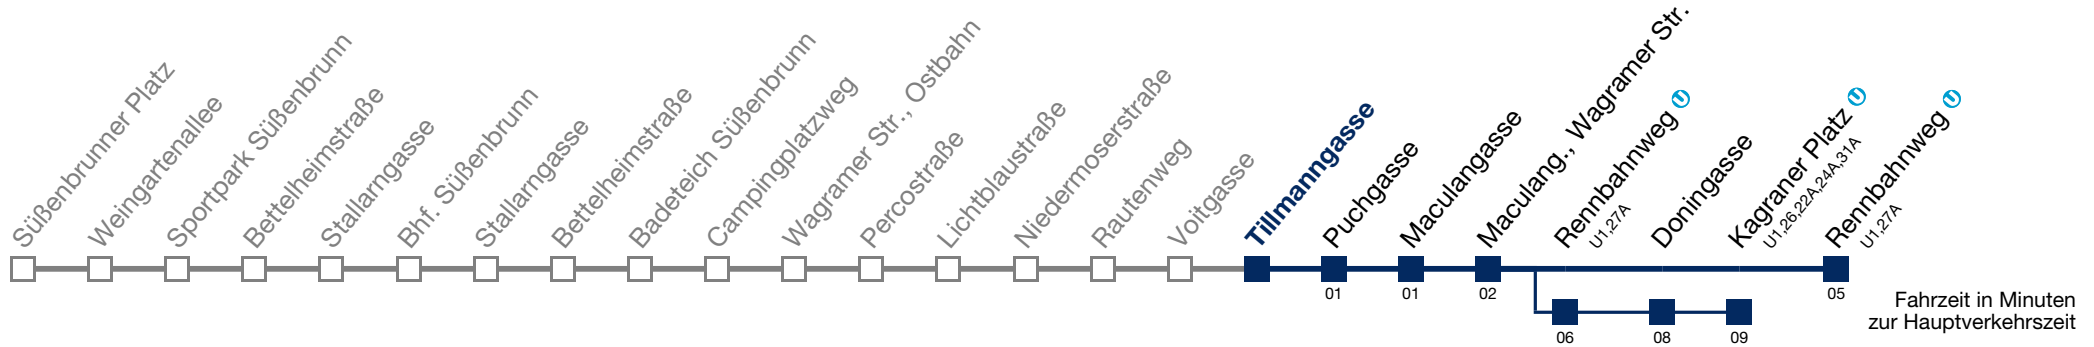 Süßenbrunner Platz
Weingartenallee
Sportpark Süßenbrunn
Bettelheimstraße
Stallarngasse
Bhf. Süßenbrunn
Stallarngasse
Bettelheimstraße
Badeteich Süßenbrunn
Campingplatzweg
Wagramer Str., Ostbahn
Percostraße
Lichtblaustraße
Niedermoserstraße
Rautenweg
Voitgasse
Tillmanngasse
Puchgasse
Maculangasse
Maculang., Wagramer Str.
Rennbahnweg U
U1,27A
Doningasse
Kagraner Platz U
U1,26,22A,24A,31A
Rennbahnweg U
U1,27A
01
01
02
05
06
08
09
Fahrzeit in Minuten
zur Hauptverkehrszeit